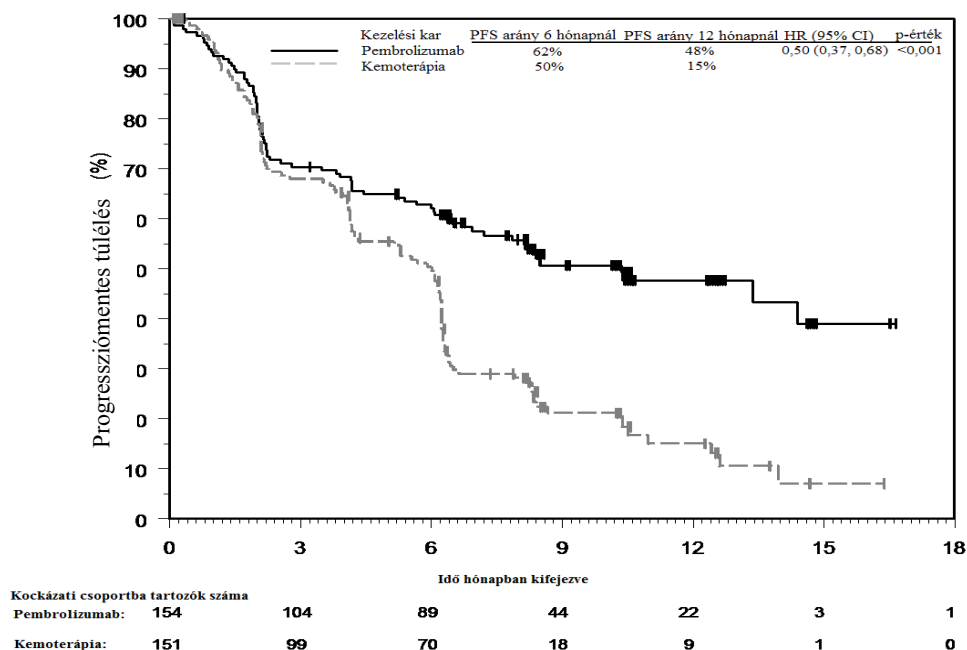 Kezelési kar PFS arány 6 hónapnál PFS arány 12 hónapnál HR (95% CI) p-érték
Pembrolizumab 62% 48% 0,50 (0,37, 0,68) <0,001
Kemoterápia 50% 15%
Progressziómentes túlélés (%)
100
90
80
70
0
0
0
0
0
10
0
0 3 6 9 12 15 18
Idő hónapban kifejezve
Kockázati csoportba tartozók száma
Pembrolizumab: 154 104 89 44 22 3 1
Kemoterápia: 151 99 70 18 9 1 0